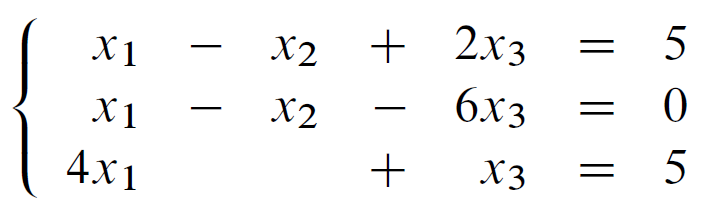 x₁ − x₂ + 2x₃ = 5
x₁ − x₂ − 6x₃ = 0
4x₁ + x₃ = 5